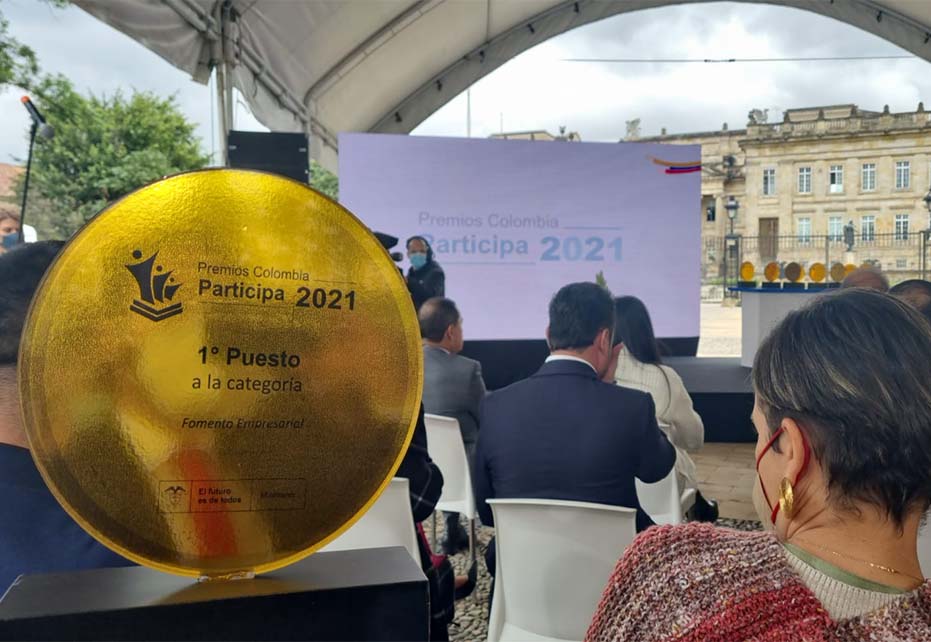 Premios Colombia
Participa 2021
1° Puesto
a la categoría
Fomento Empresarial
El futuro
es de todos
Mininterior
Premios Colombia
Participa 2021